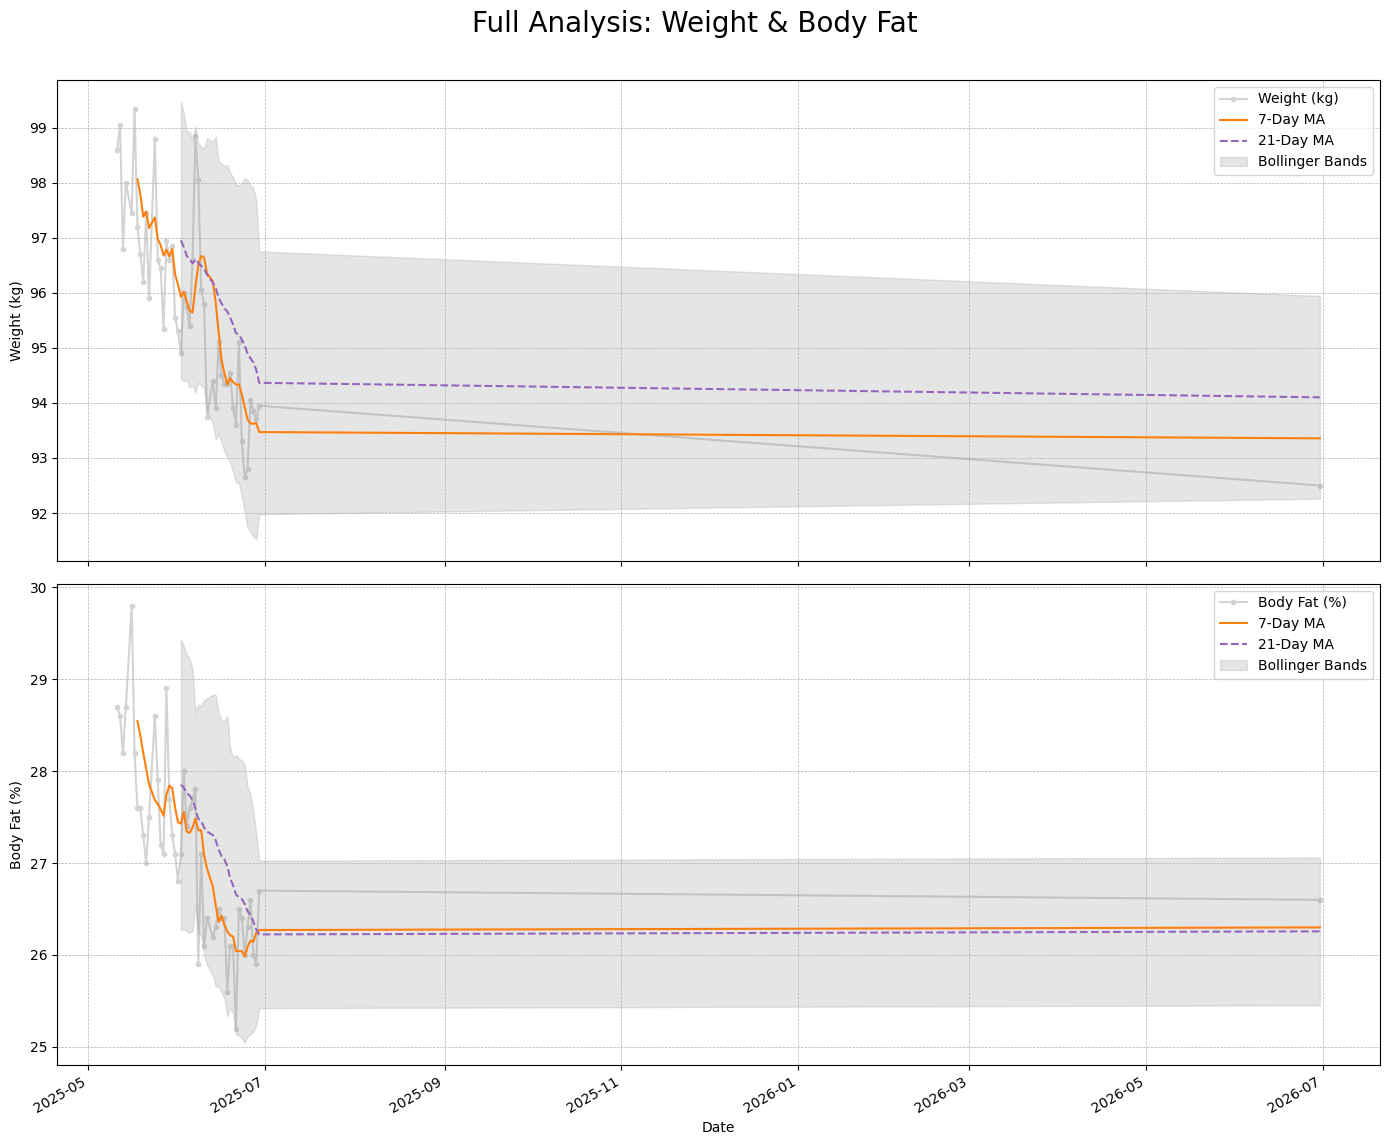 Full Analysis: Weight & Body Fat
Weight (kg)
99
98
97
96
95
94
93
92
Weight (kg)
7-Day MA
21-Day MA
Bollinger Bands
Body Fat (%)
30
29
28
27
26
25
Body Fat (%)
7-Day MA
21-Day MA
Bollinger Bands
2025-05
2025-07
2025-09
2025-11
2026-01
2026-03
2026-05
2026-07
Date